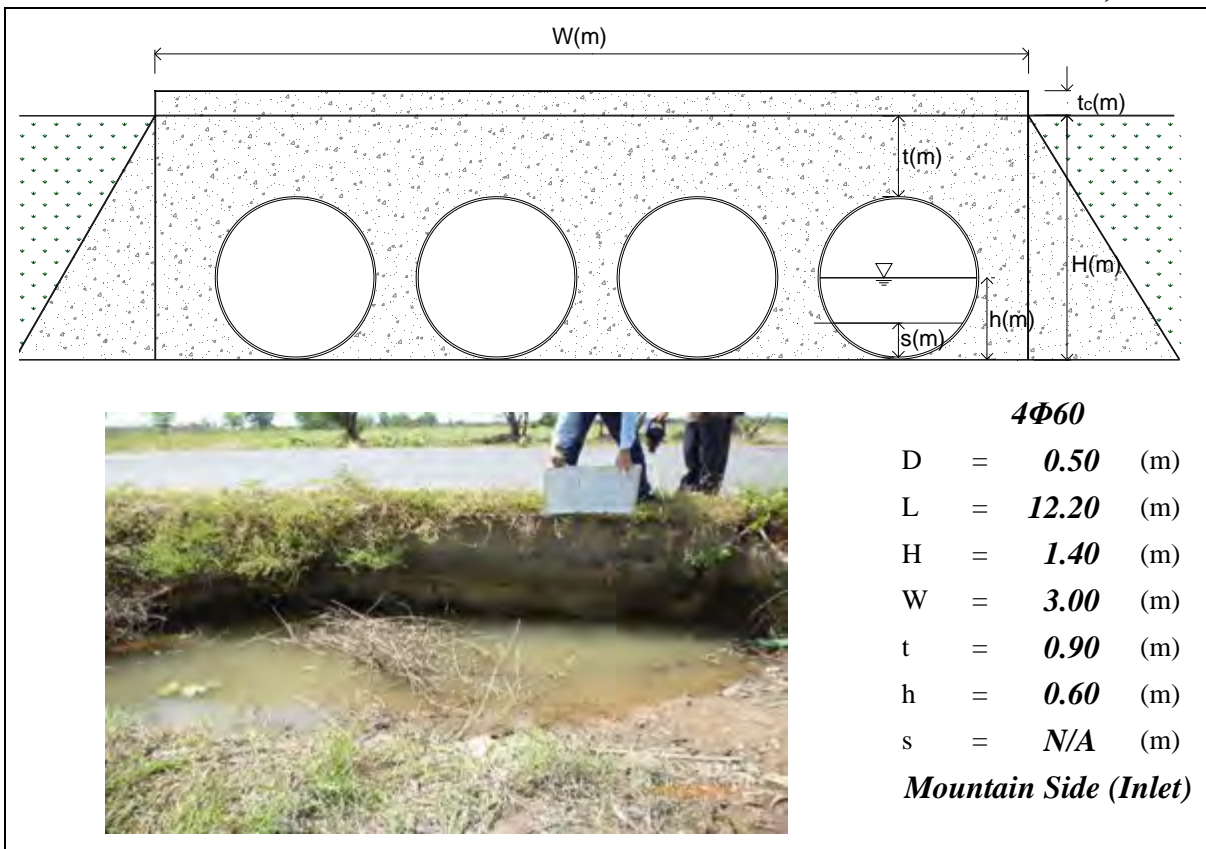 W(m)
tc(m)
t(m)
H(m)
h(m)
s(m)
4Φ60
D = 0.50 (m)
L = 12.20 (m)
H = 1.40 (m)
W = 3.00 (m)
t = 0.90 (m)
h = 0.60 (m)
s = N/A (m)
Mountain Side (Inlet)